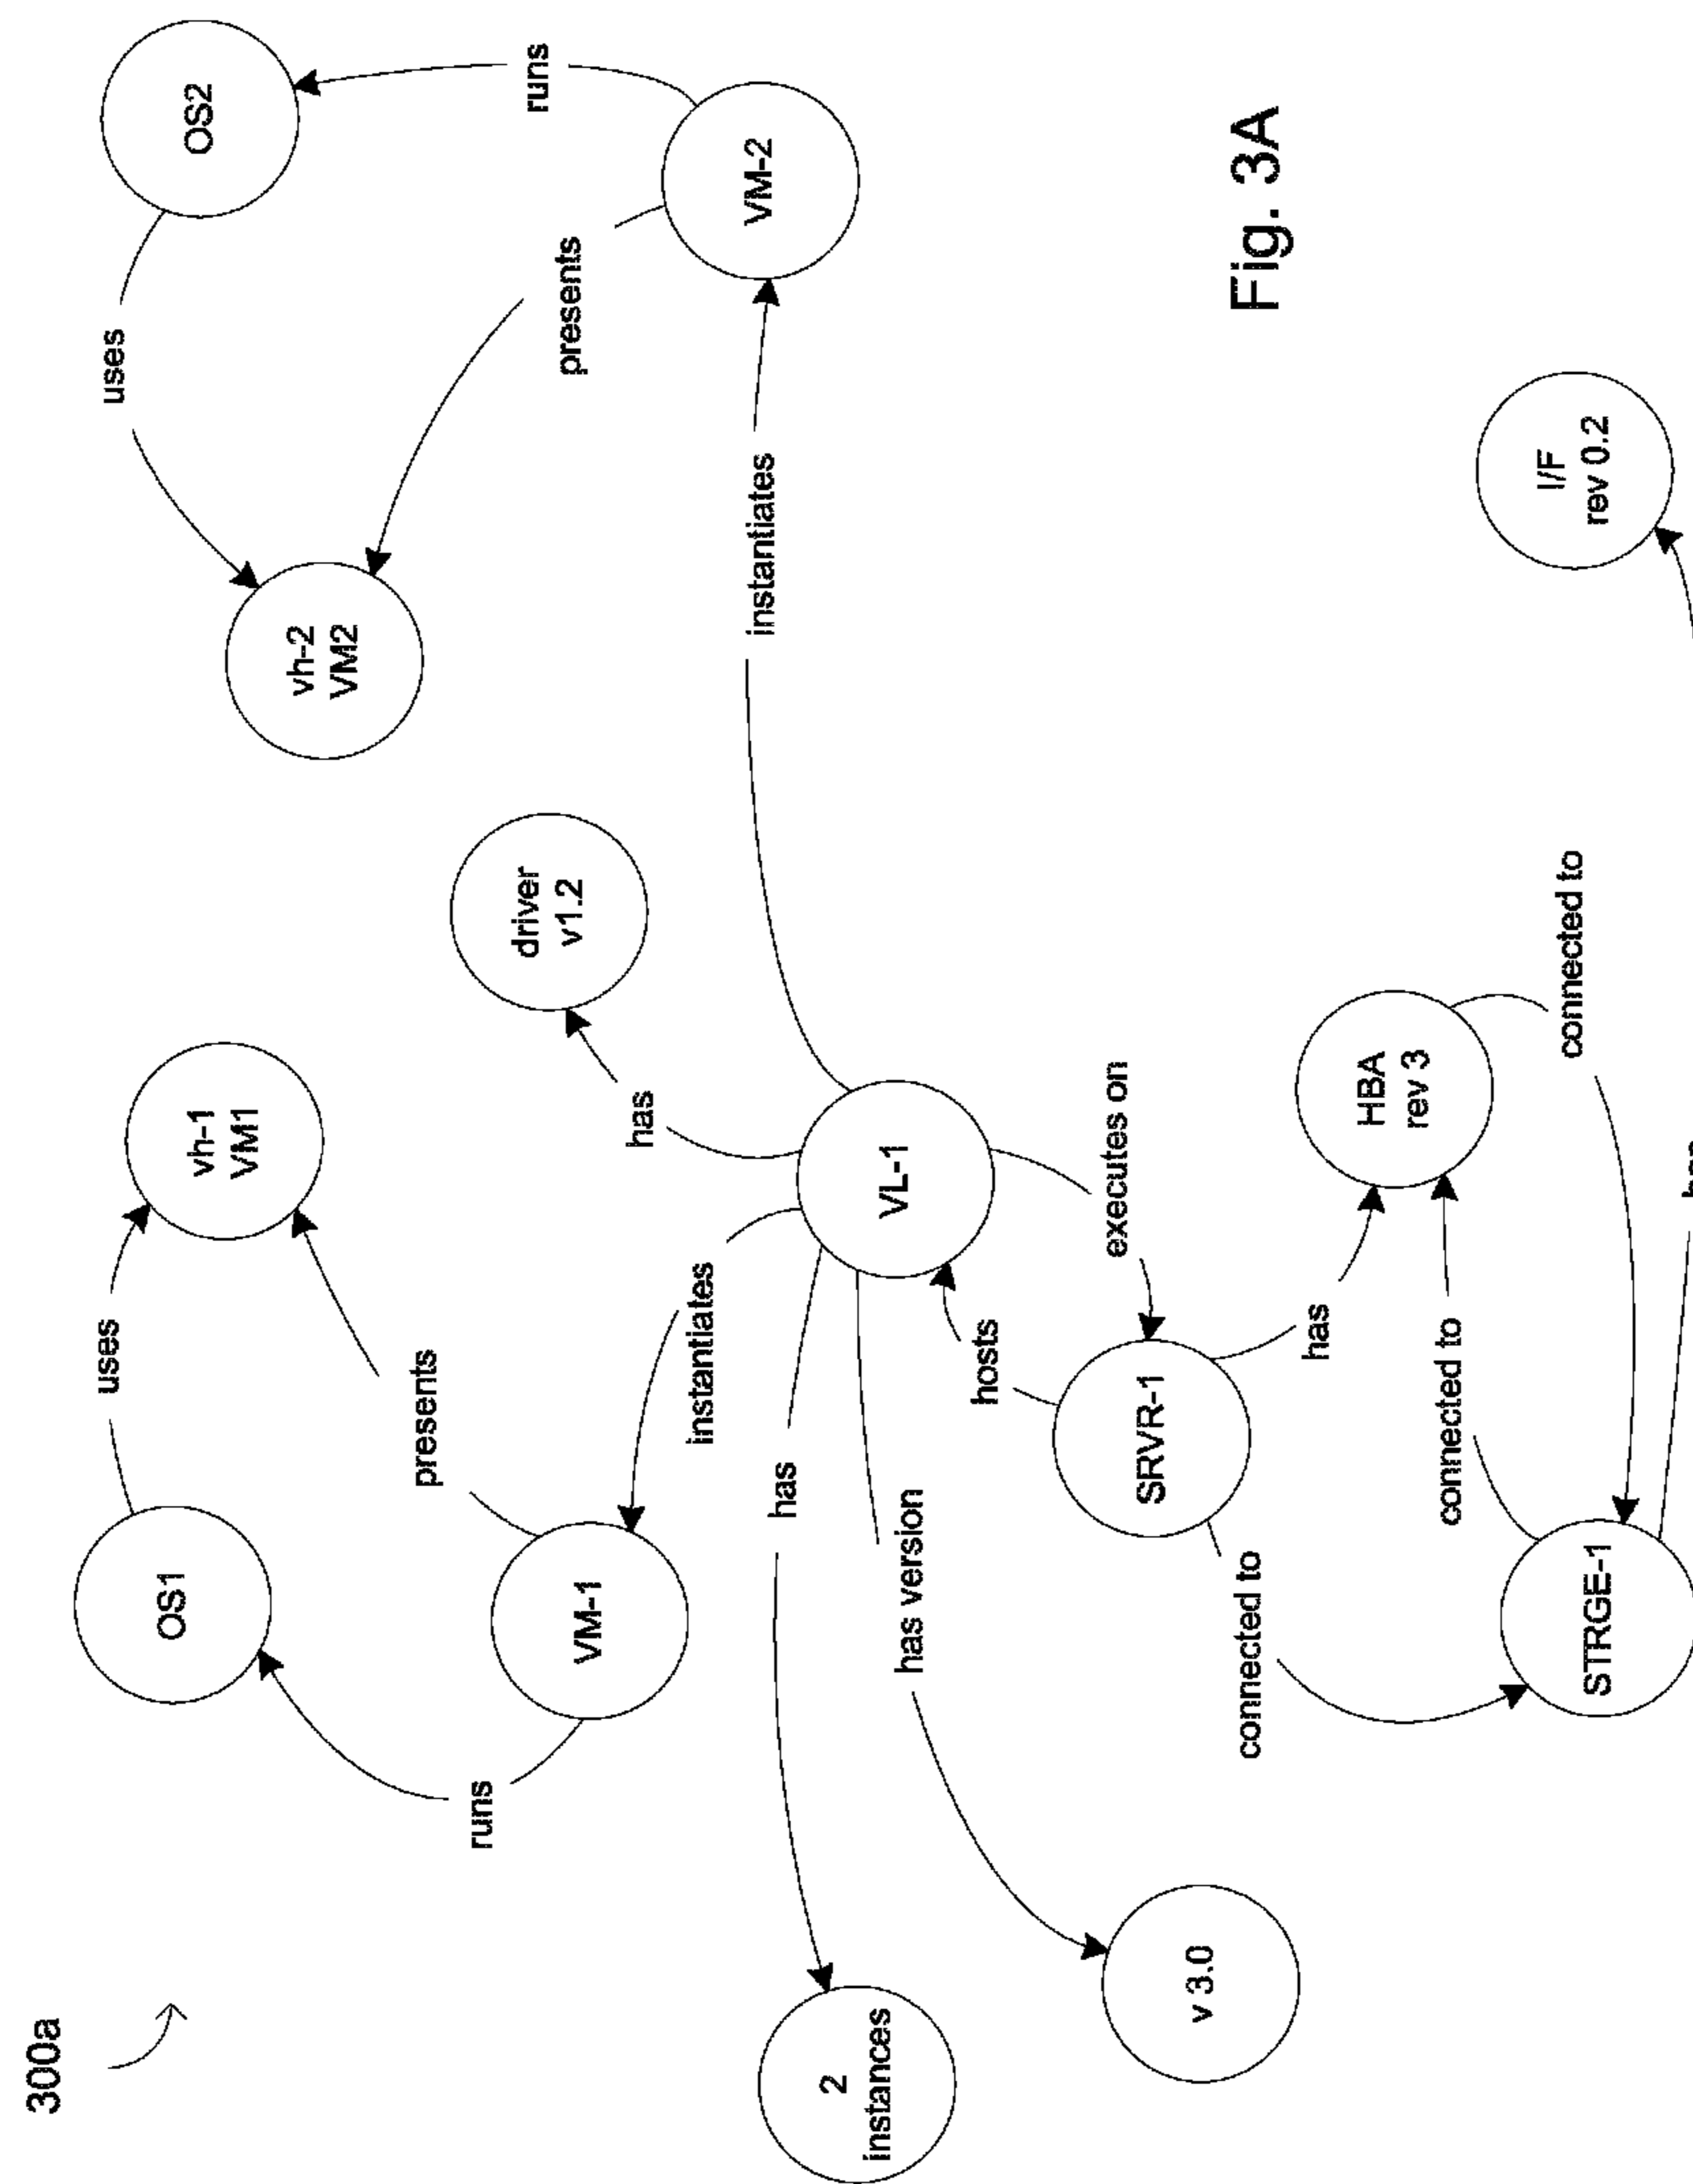 300a
uses
uses
OS1
OS2
vh-1
VM1
vh-2
VM2
presents
runs
runs
driver
v1.2
presents
VM-1
has
instantiates
instantiates
VM-2
has
2
instances
VL-1
has version
hosts
executes on
SRVR-1
v 3.0
connected to
Fig. 3A
has
HBA
rev 3
connected to
connected to
I/F
rev 0.2
STRGE-1